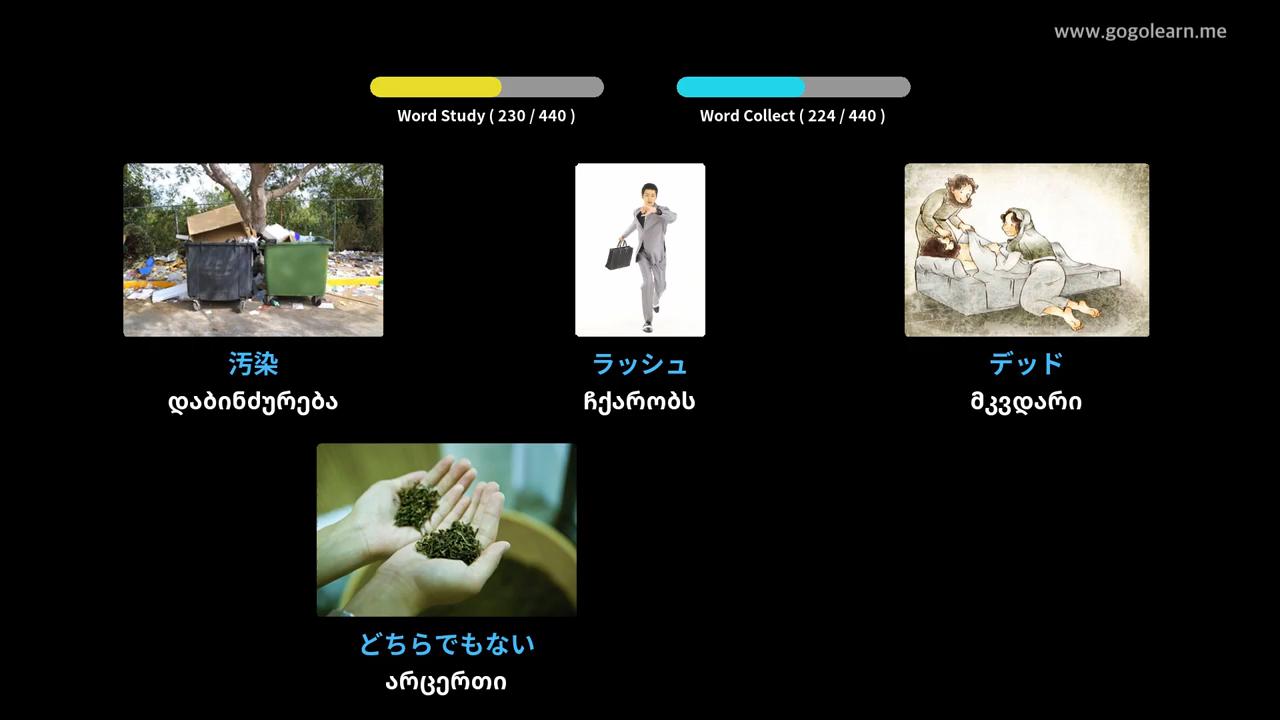 www.gogolearn.me
Word Study ( 230 / 440 )
Word Collect ( 224 / 440 )
汚染
დაბინძურება
ラッシュ
ჩქარობს
デッド
მკვდარი
どちらでもない
არცერთი